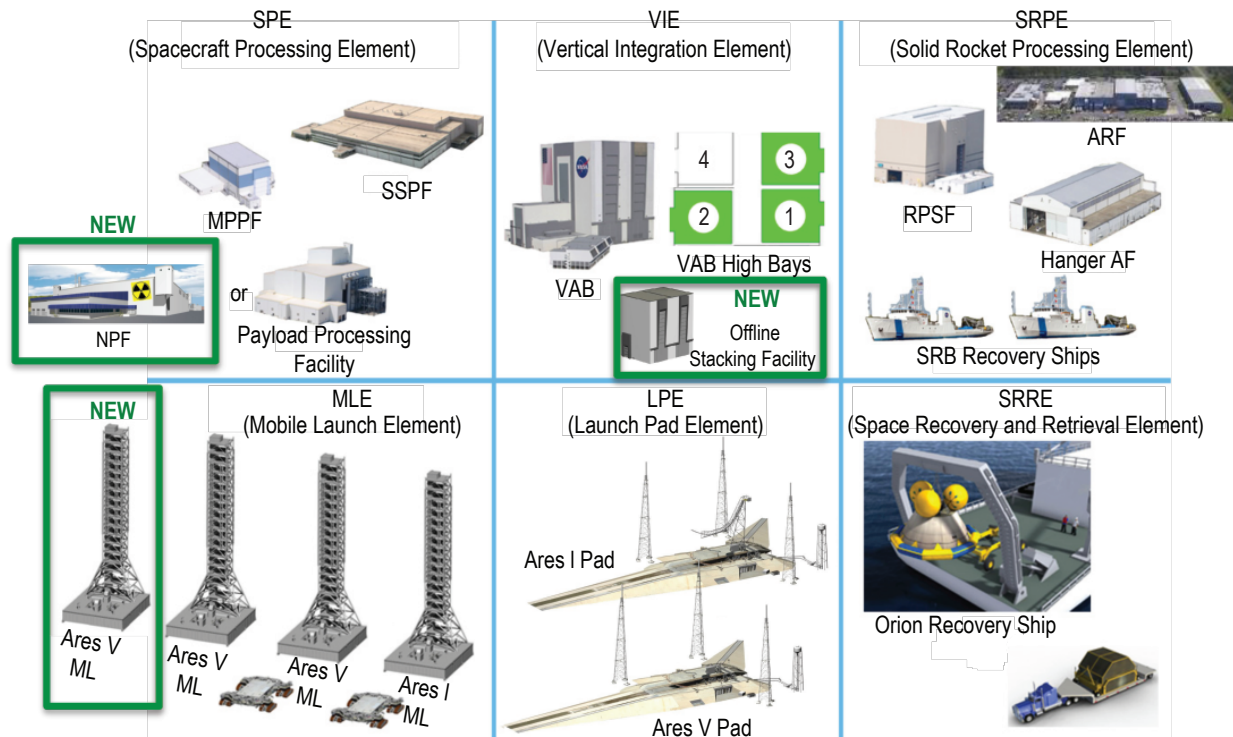 SPE
(Spacecraft Processing Element)
SSPF
MPPF
NEW
NPF
or
Payload Processing
Facility
VIE
(Vertical Integration Element)
NASA
4
3
2
1
VAB High Bays
VAB
NEW
Offline
Stacking Facility
SRPE
(Solid Rocket Processing Element)
ARF
RPSF
Hanger AF
SRB Recovery Ships
NEW
Ares V
ML
MLE
(Mobile Launch Element)
Ares V
ML
Ares V
ML
Ares I
ML
LPE
(Launch Pad Element)
Ares I Pad
Ares V Pad
SRRE
(Space Recovery and Retrieval Element)
Orion Recovery Ship